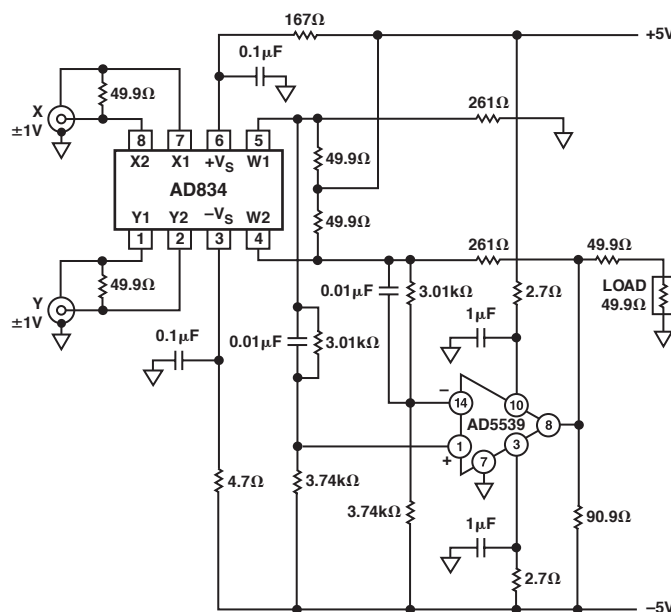 167Ω
+5V
0.1µF
X
±1V
49.9Ω
261Ω
8 7 6 5
X2 X1 +VS W1
AD834
Y1 Y2 –VS W2
1 2 3 4
49.9Ω
49.9Ω
Y
±1V
49.9Ω
261Ω
49.9Ω
LOAD
49.9Ω
0.01µF
3.01kΩ
2.7Ω
0.1µF
0.01µF
3.01kΩ
1µF
–
14
10
AD5539
8
1
+
7
3
4.7Ω
3.74kΩ
3.74kΩ
1µF
90.9Ω
2.7Ω
–5V